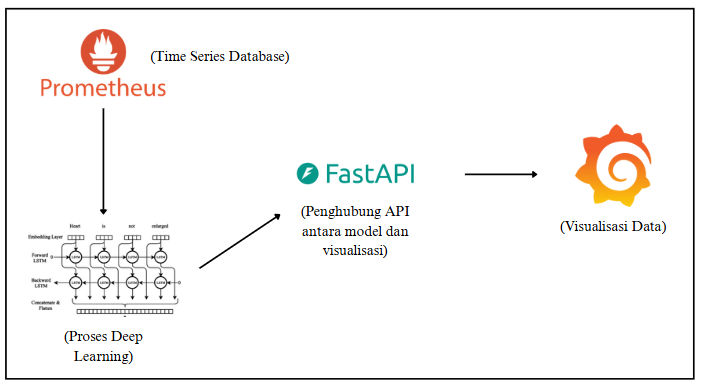 (Time Series Database)
Prometheus
FastAPI
(Penghubung API
antara model dan
visualisasi)
(Visualisasi Data)
Heart is not enlarged
Embedding Layer
Forward
LSTM
LSTM LSTM LSTM LSTM
Backward
LSTM
LSTM LSTM LSTM LSTM
Concatenate &
Flatten
(Proses Deep
Learning)